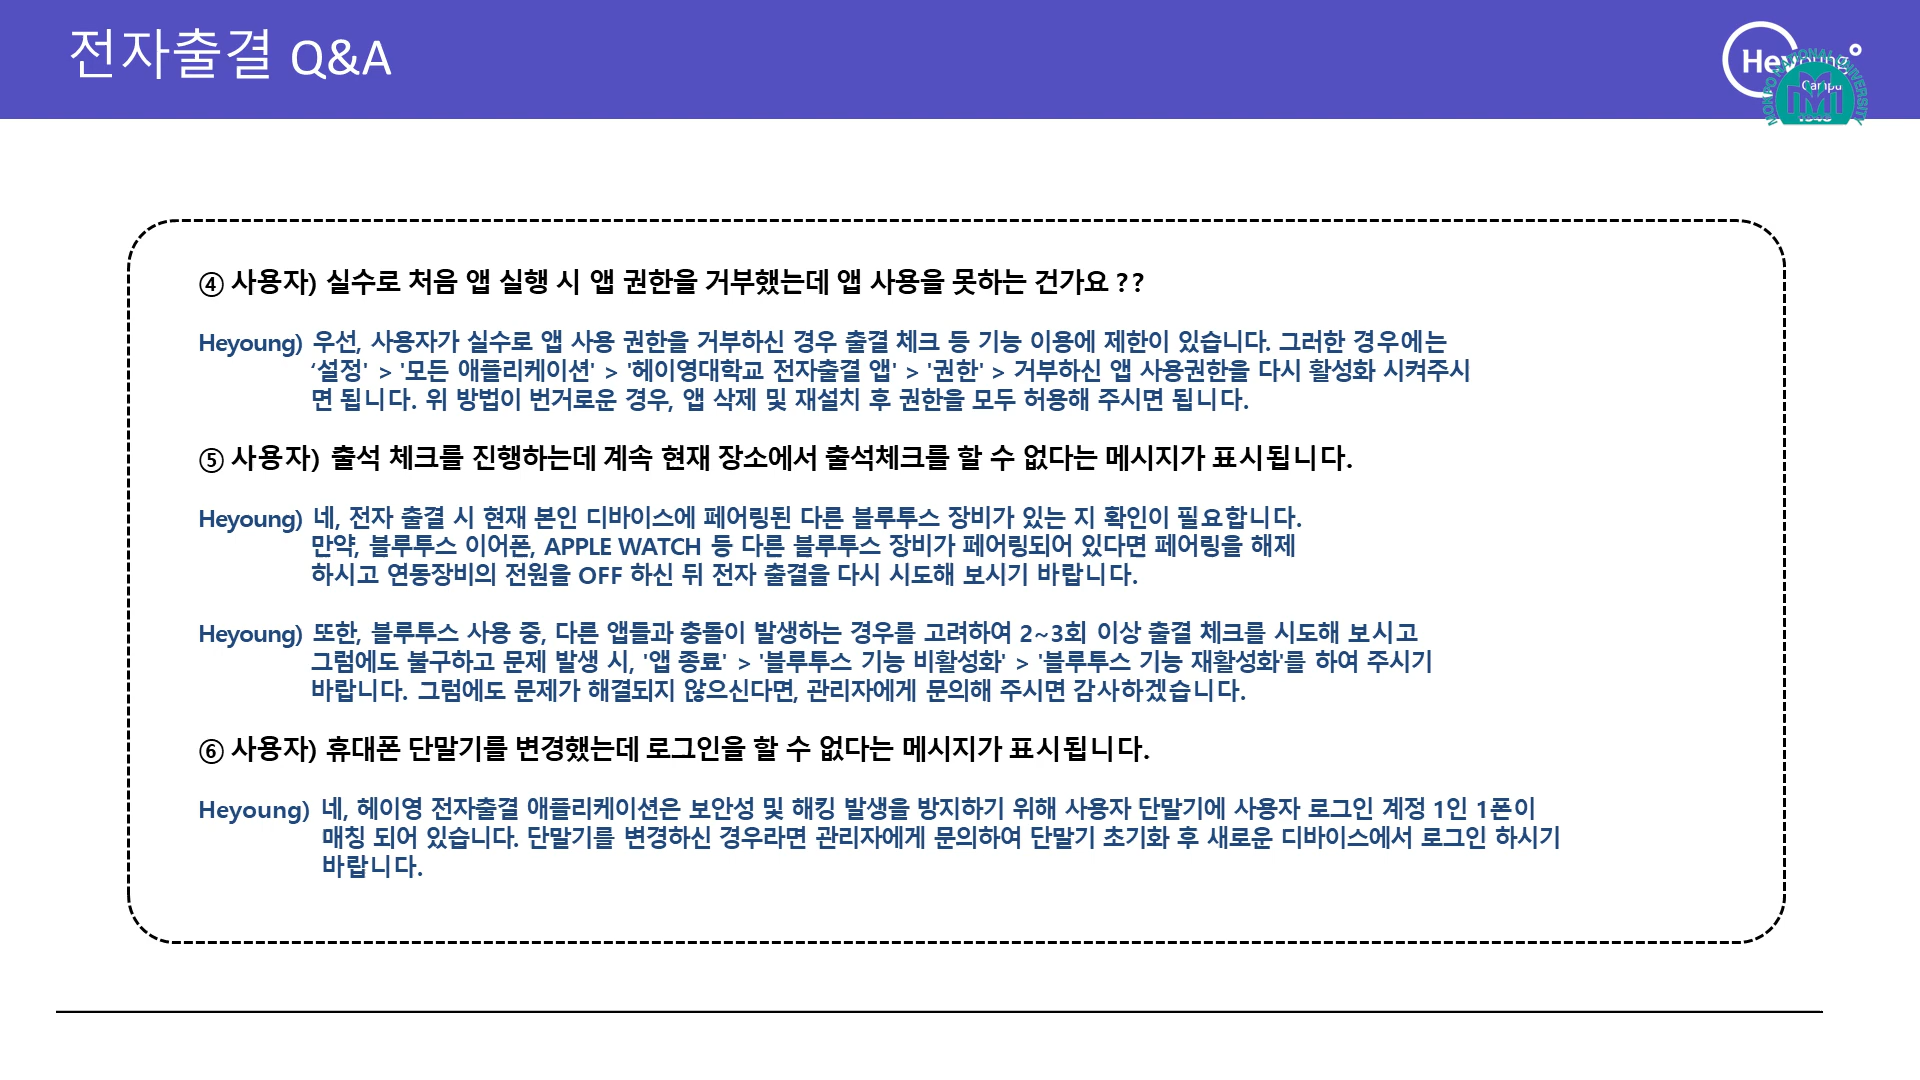 전자출결 Q&A
Heyoung
Campu
MOKPO NATIONAL UNIVERSITY
1946
④ 사용자) 실수로 처음 앱 실행 시 앱 권한을 거부했는데 앱 사용을 못하는 건가요 ??
Heyoung) 우선, 사용자가 실수로 앱 사용 권한을 거부하신 경우 출결 체크 등 기능 이용에 제한이 있습니다. 그러한 경우에는
‘설정' > '모든 애플리케이션' > '헤이영대학교 전자출결 앱' > '권한' > 거부하신 앱 사용권한을 다시 활성화 시켜주시
면 됩니다. 위 방법이 번거로운 경우, 앱 삭제 및 재설치 후 권한을 모두 허용해 주시면 됩니다.
⑤ 사용자) 출석 체크를 진행하는데 계속 현재 장소에서 출석체크를 할 수 없다는 메시지가 표시됩니다.
Heyoung) 네, 전자 출결 시 현재 본인 디바이스에 페어링된 다른 블루투스 장비가 있는 지 확인이 필요합니다.
만약, 블루투스 이어폰, APPLE WATCH 등 다른 블루투스 장비가 페어링되어 있다면 페어링을 해제
하시고 연동장비의 전원을 OFF 하신 뒤 전자 출결을 다시 시도해 보시기 바랍니다.
Heyoung) 또한, 블루투스 사용 중, 다른 앱들과 충돌이 발생하는 경우를 고려하여 2~3회 이상 출결 체크를 시도해 보시고
그럼에도 불구하고 문제 발생 시, '앱 종료' > '블루투스 기능 비활성화' > '블루투스 기능 재활성화'를 하여 주시기
바랍니다. 그럼에도 문제가 해결되지 않으신다면, 관리자에게 문의해 주시면 감사하겠습니다.
⑥ 사용자) 휴대폰 단말기를 변경했는데 로그인을 할 수 없다는 메시지가 표시됩니다.
Heyoung) 네, 헤이영 전자출결 애플리케이션은 보안성 및 해킹 발생을 방지하기 위해 사용자 단말기에 사용자 로그인 계정 1인 1폰이
매칭 되어 있습니다. 단말기를 변경하신 경우라면 관리자에게 문의하여 단말기 초기화 후 새로운 디바이스에서 로그인 하시기
바랍니다.